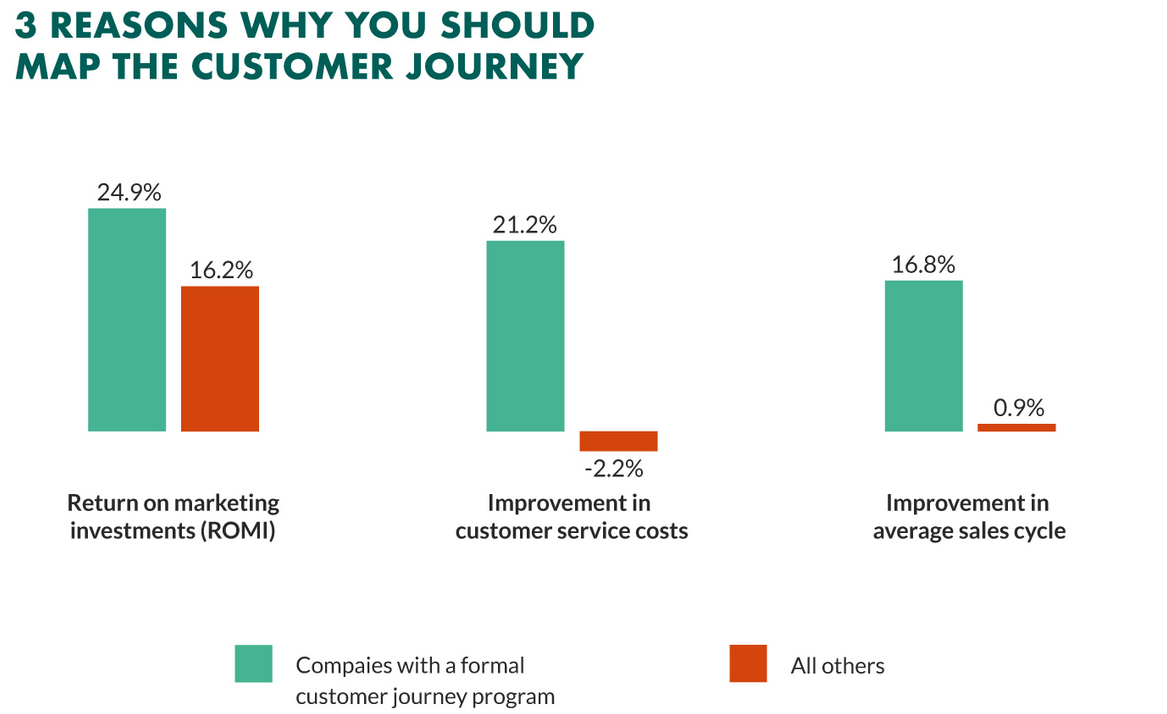 3 REASONS WHY YOU SHOULD
MAP THE CUSTOMER JOURNEY
24.9%
16.2%
Return on marketing
investments (ROMI)
21.2%
-2.2%
Improvement in
customer service costs
16.8%
0.9%
Improvement in
average sales cycle
Compaies with a formal
customer journey program
All others